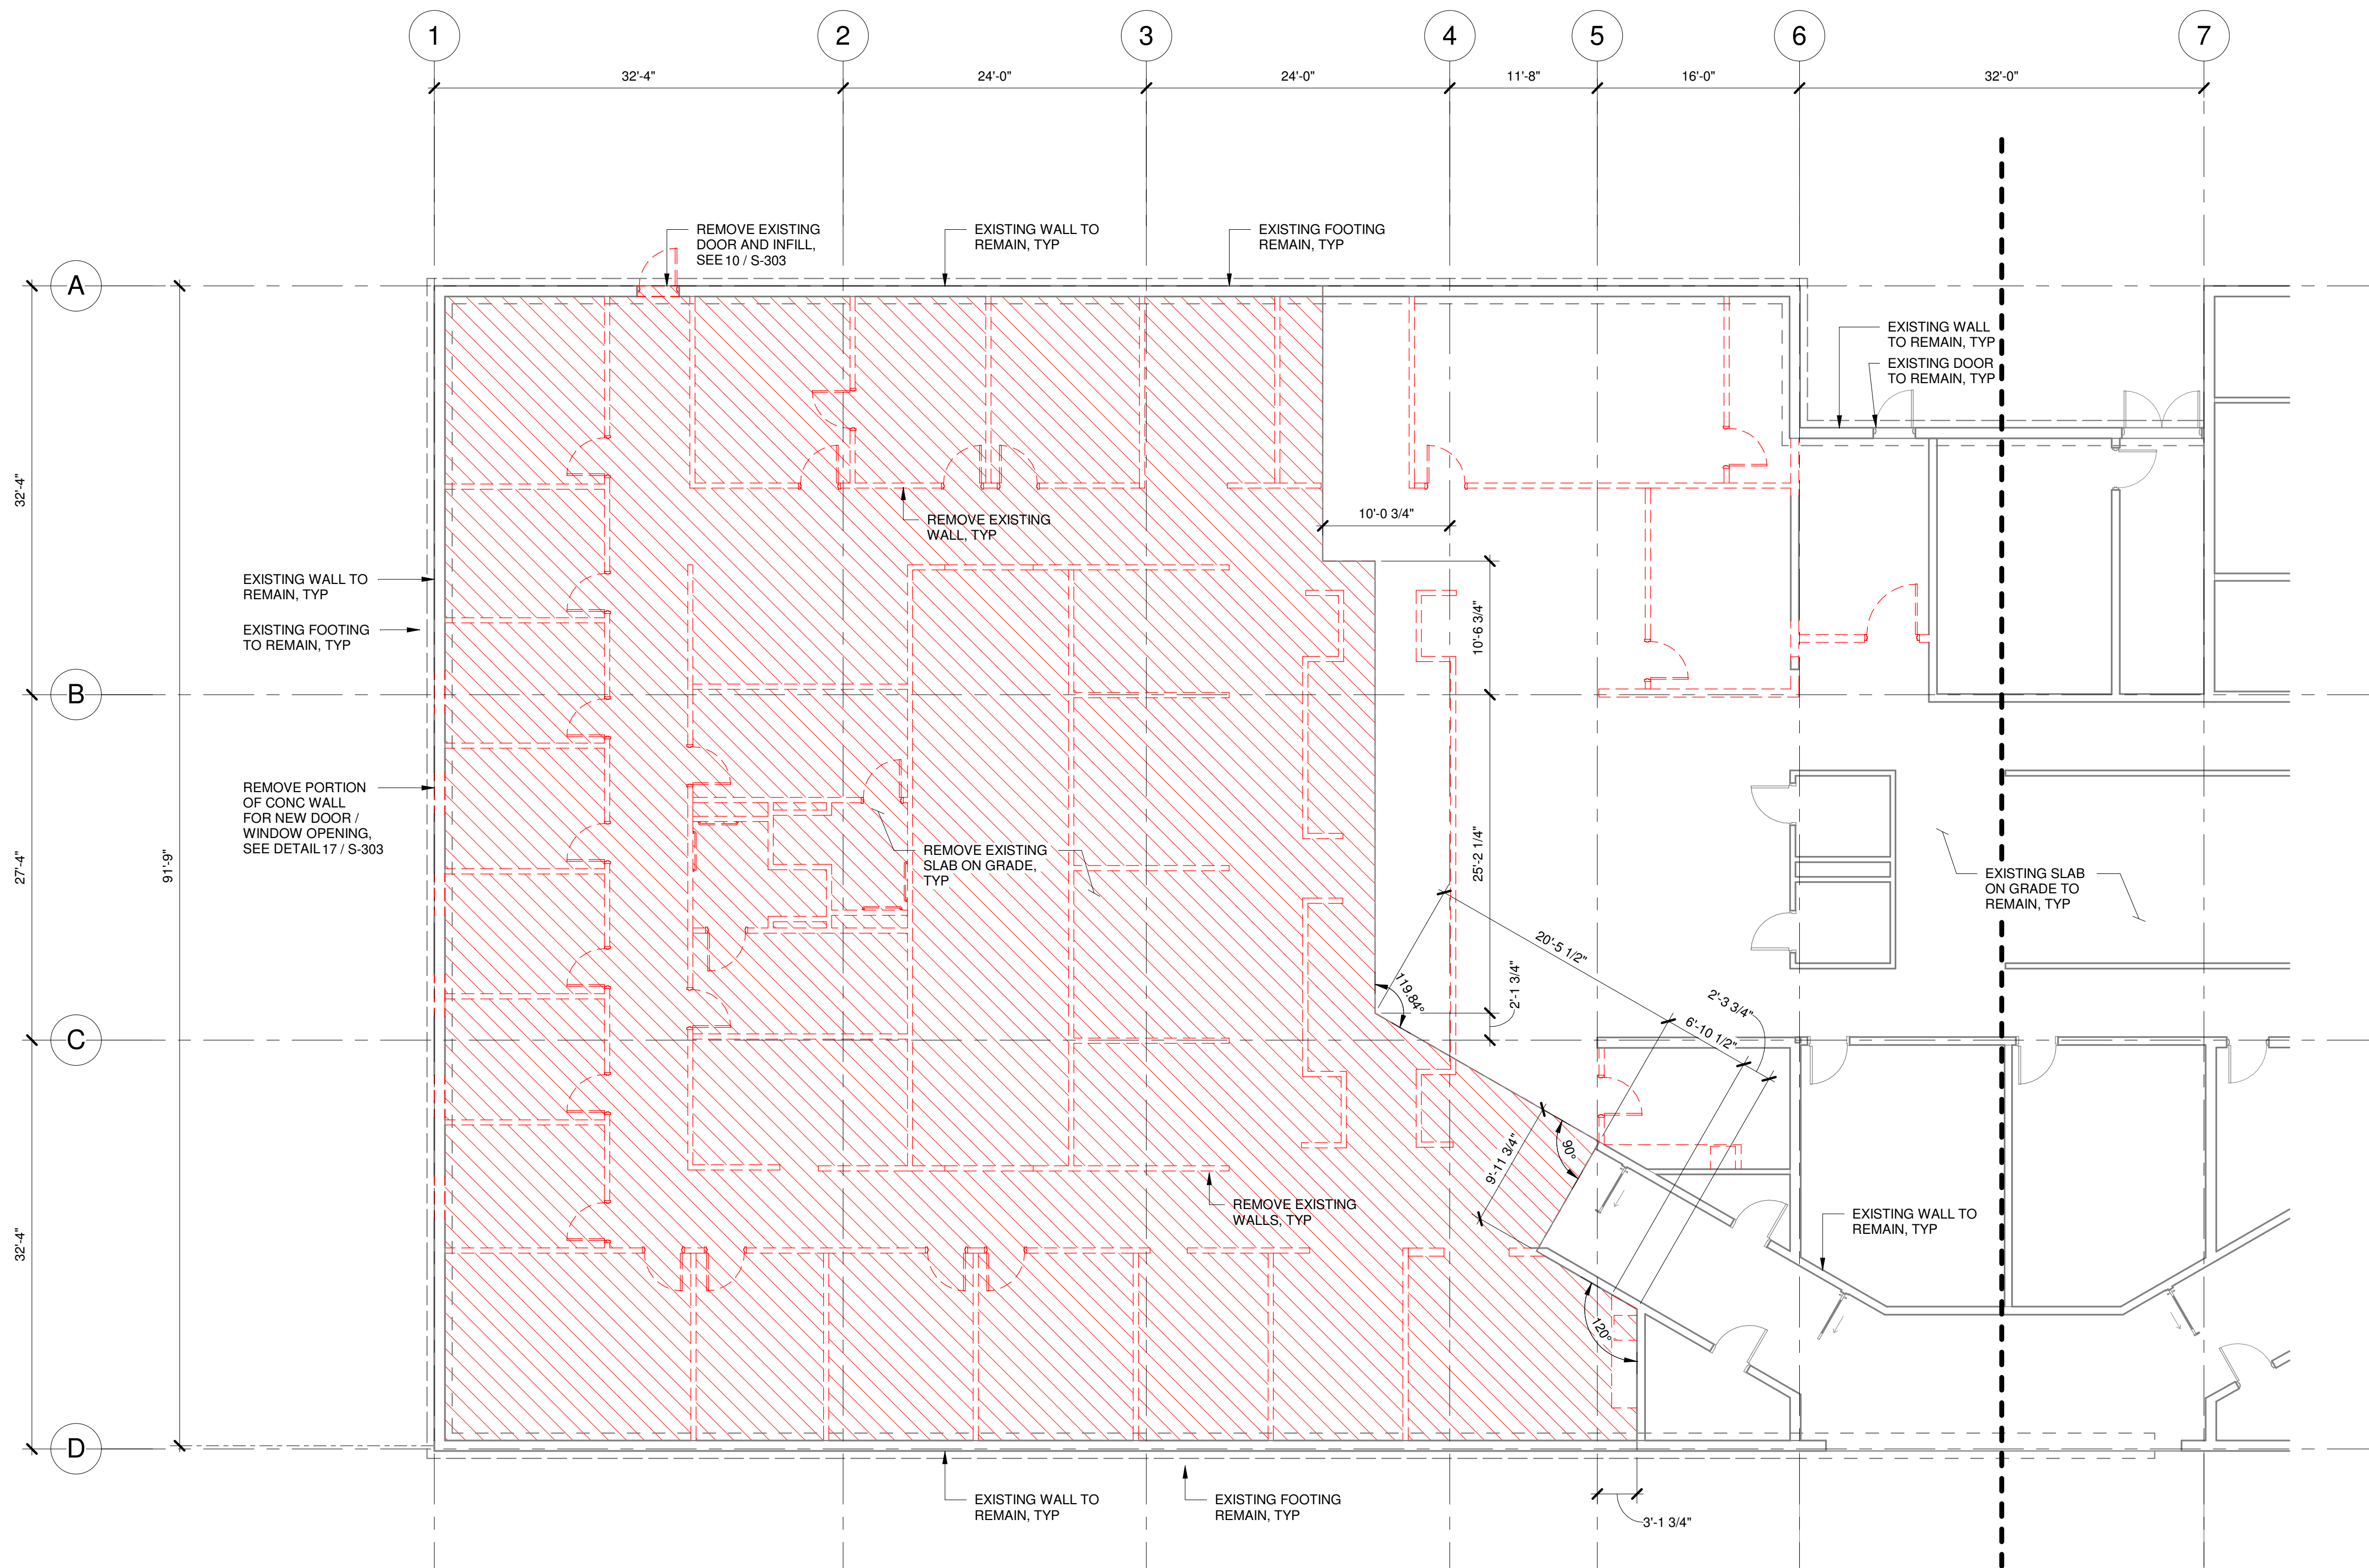 1
2
3
4
5
6
7
32'-4"
24'-0"
24'-0"
11'-8"
16'-0"
32'-0"
REMOVE EXISTING
DOOR AND INFILL,
SEE 10 / S-303
EXISTING WALL TO
REMAIN, TYP
EXISTING FOOTING
REMAIN, TYP
A
EXISTING WALL
TO REMAIN, TYP
EXISTING DOOR
TO REMAIN, TYP
32'-4"
REMOVE EXISTING
WALL, TYP
10'-0 3/4"
EXISTING WALL TO
REMAIN, TYP
EXISTING FOOTING
TO REMAIN, TYP
10'-6 3/4"
B
REMOVE PORTION
OF CONC WALL
FOR NEW DOOR /
WINDOW OPENING,
SEE DETAIL 17 / S-303
27'-4"
91'-9"
REMOVE EXISTING
SLAB ON GRADE,
TYP
25'-2 1/4"
EXISTING SLAB
ON GRADE TO
REMAIN, TYP
20'-5 1/2"
119.84°
2'-1 3/4"
2'-3 3/4"
6'-10 1/2"
C
9'-11 3/4"
90°
REMOVE EXISTING
WALLS, TYP
EXISTING WALL TO
REMAIN, TYP
32'-4"
120°
D
EXISTING WALL TO
REMAIN, TYP
EXISTING FOOTING
REMAIN, TYP
3'-1 3/4"